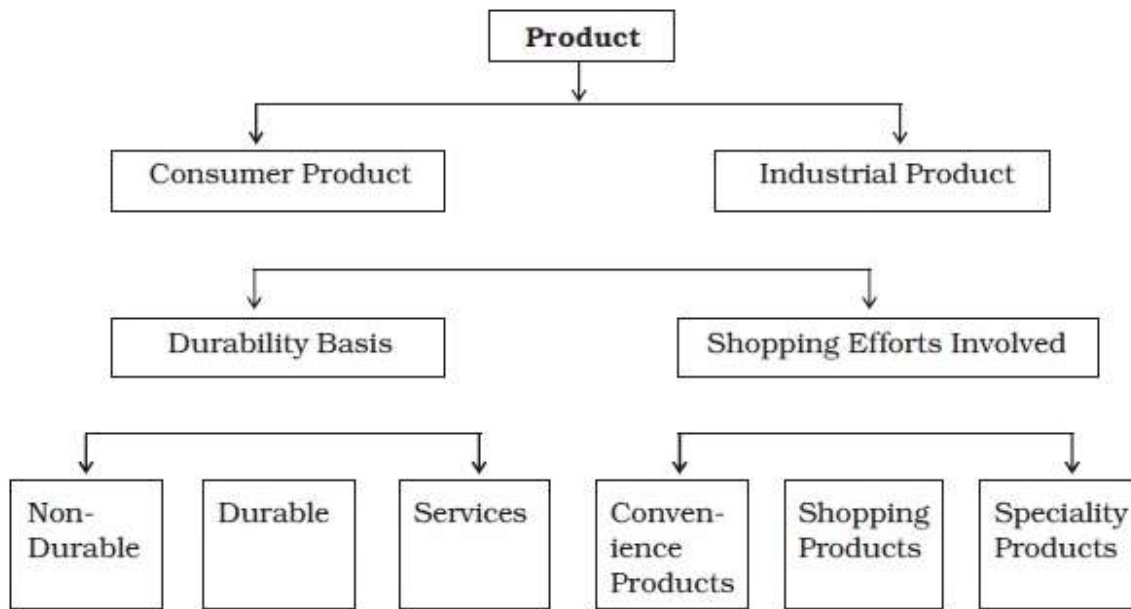 Product
Consumer Product
Industrial Product
Durability Basis
Shopping Efforts Involved
Non-
Durable
Durable
Services
Conven-
ience
Products
Shopping
Products
Speciality
Products